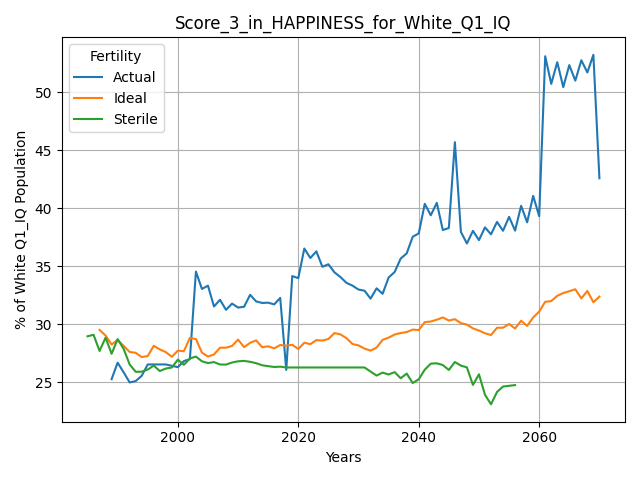 Score_3_in_HAPPINESS_for_White_Q1_IQ
Fertility
Actual
Ideal
Sterile
% of White Q1_IQ Population
50
45
40
35
30
25
2000
2020
2040
2060
Years